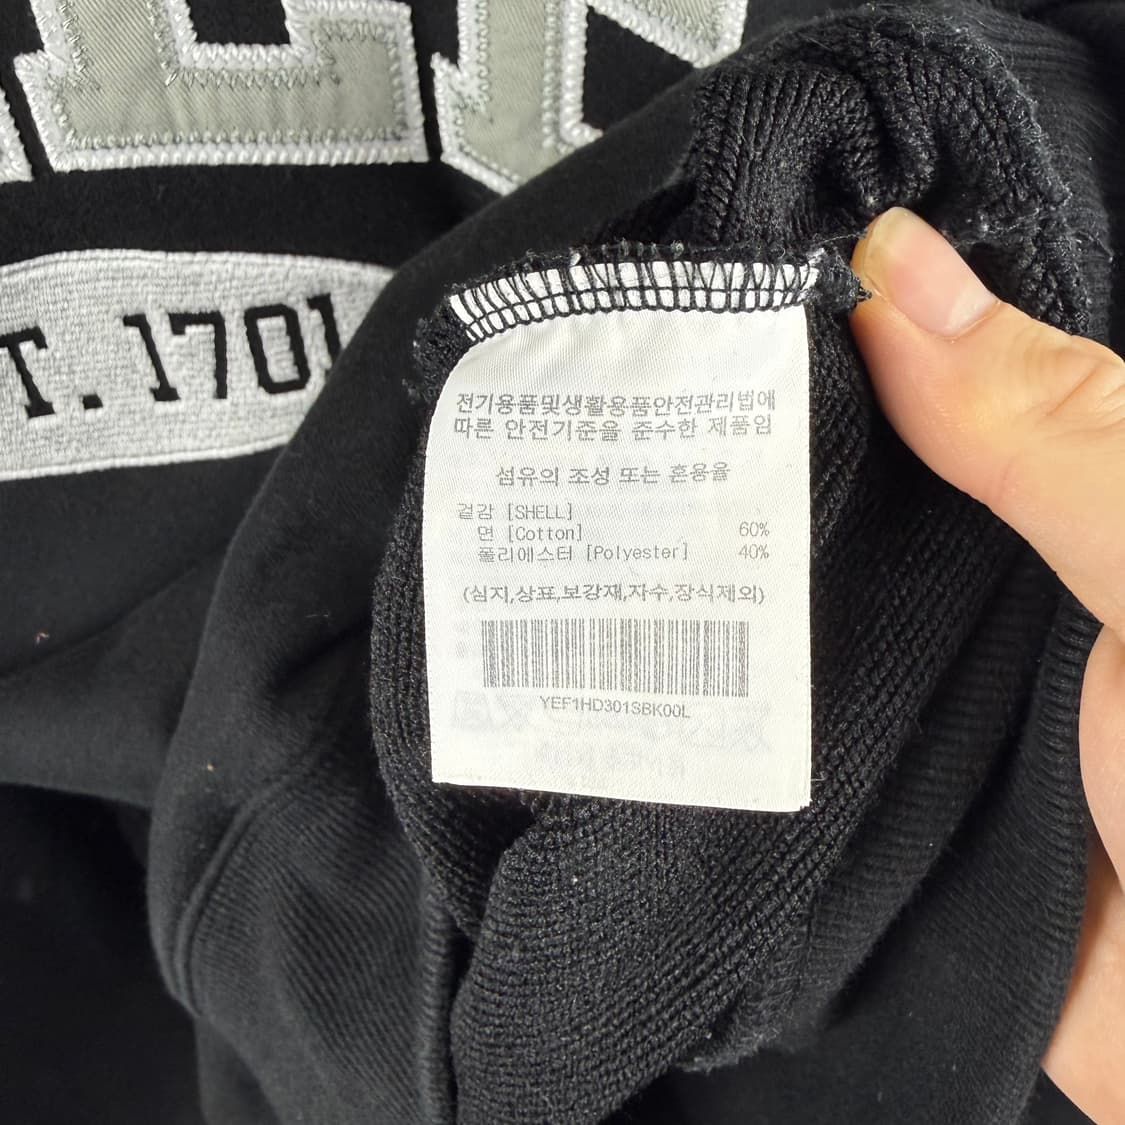 T. 1701
전기용품및생활용품안전관리법에
따른 안전기준을 준수한 제품임
섬유의 조성 또는 혼용율
겉감 [SHELL]
면 [Cotton] 60%
폴리에스터 [Polyester] 40%
(심지,상표,보강재,자수,장식제외)
YEF1HD301SBK00L